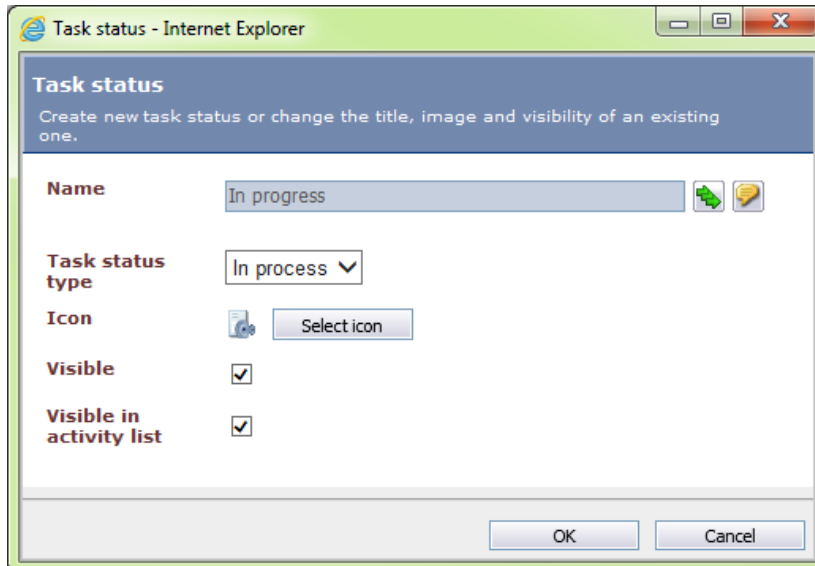 Task status - Internet Explorer
Task status
Create new task status or change the title, image and visibility of an existing
one.
Name
In progress
Task status
type
In process
Icon
Select icon
Visible
Visible in
activity list
OK
Cancel